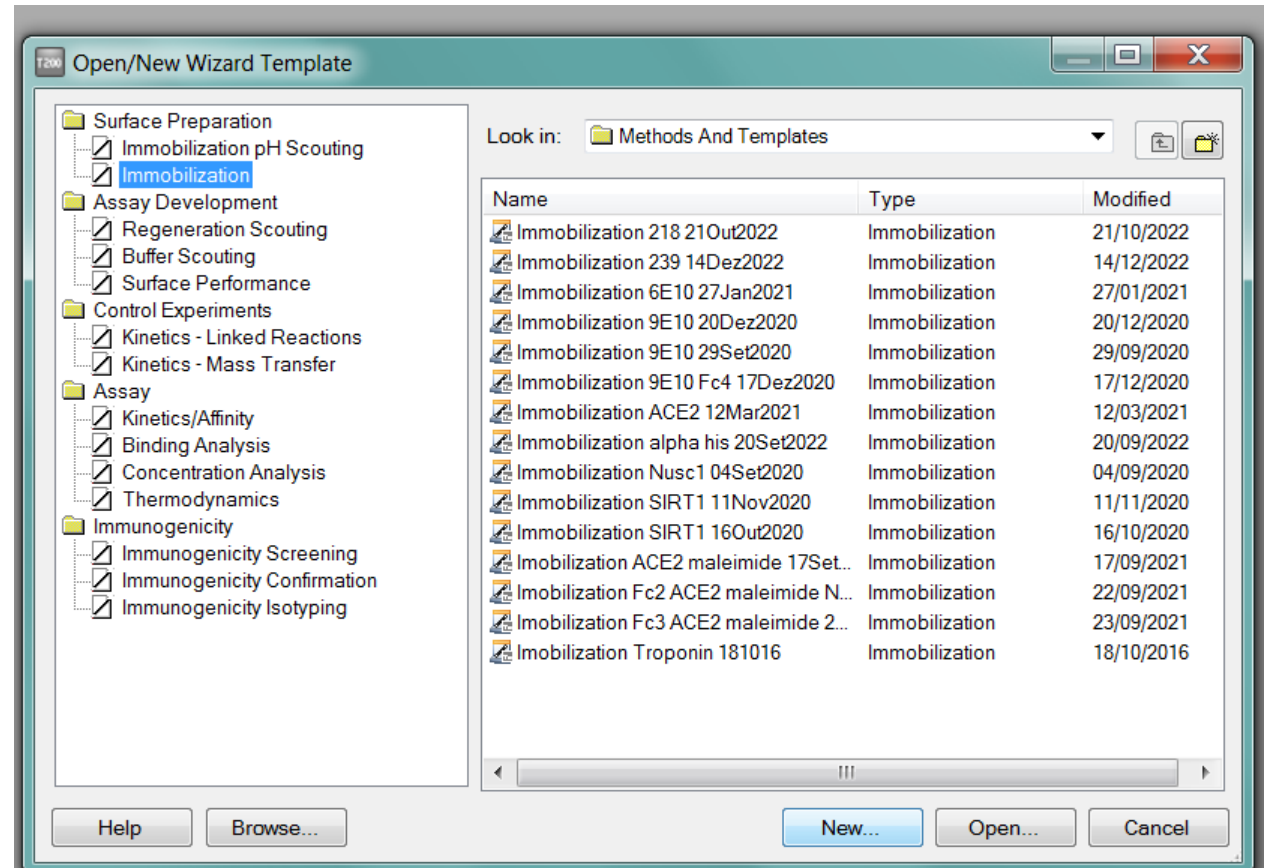 T200 Open/New Wizard Template
Surface Preparation
Immobilization pH Scouting
Immobilization
Assay Development
Regeneration Scouting
Buffer Scouting
Surface Performance
Control Experiments
Kinetics - Linked Reactions
Kinetics - Mass Transfer
Assay
Kinetics/Affinity
Binding Analysis
Concentration Analysis
Thermodynamics
Immunogenicity
Immunogenicity Screening
Immunogenicity Confirmation
Immunogenicity Isotyping
Look in: Methods And Templates
Name Type Modified
Immobilization 218 21Out2022 Immobilization 21/10/2022
Immobilization 239 14Dez2022 Immobilization 14/12/2022
Immobilization 6E10 27Jan2021 Immobilization 27/01/2021
Immobilization 9E10 20Dez2020 Immobilization 20/12/2020
Immobilization 9E10 29Set2020 Immobilization 29/09/2020
Immobilization 9E10 Fc4 17Dez2020 Immobilization 17/12/2020
Immobilization ACE2 12Mar2021 Immobilization 12/03/2021
Immobilization alpha his 20Set2022 Immobilization 20/09/2022
Immobilization Nusc1 04Set2020 Immobilization 04/09/2020
Immobilization SIRT1 11Nov2020 Immobilization 11/11/2020
Immobilization SIRT1 16Out2020 Immobilization 16/10/2020
Imobilization ACE2 maleimide 17Set... Immobilization 17/09/2021
Imobilization Fc2 ACE2 maleimide N... Immobilization 22/09/2021
Imobilization Fc3 ACE2 maleimide 2... Immobilization 23/09/2021
Imobilization Troponin 181016 Immobilization 18/10/2016
Help Browse... New... Open... Cancel